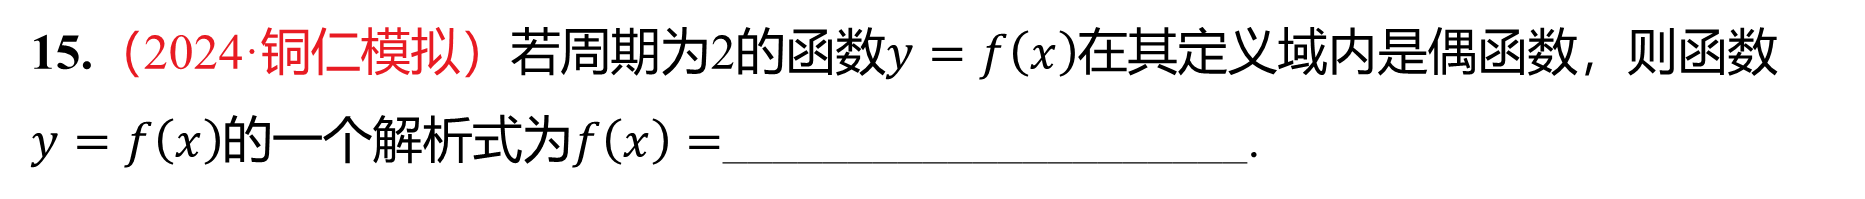 15.（2024·铜仁模拟）若周期为2的函数y = f(x)在其定义域内是偶函数，则函数
y = f(x)的一个解析式为f(x) =____________________.